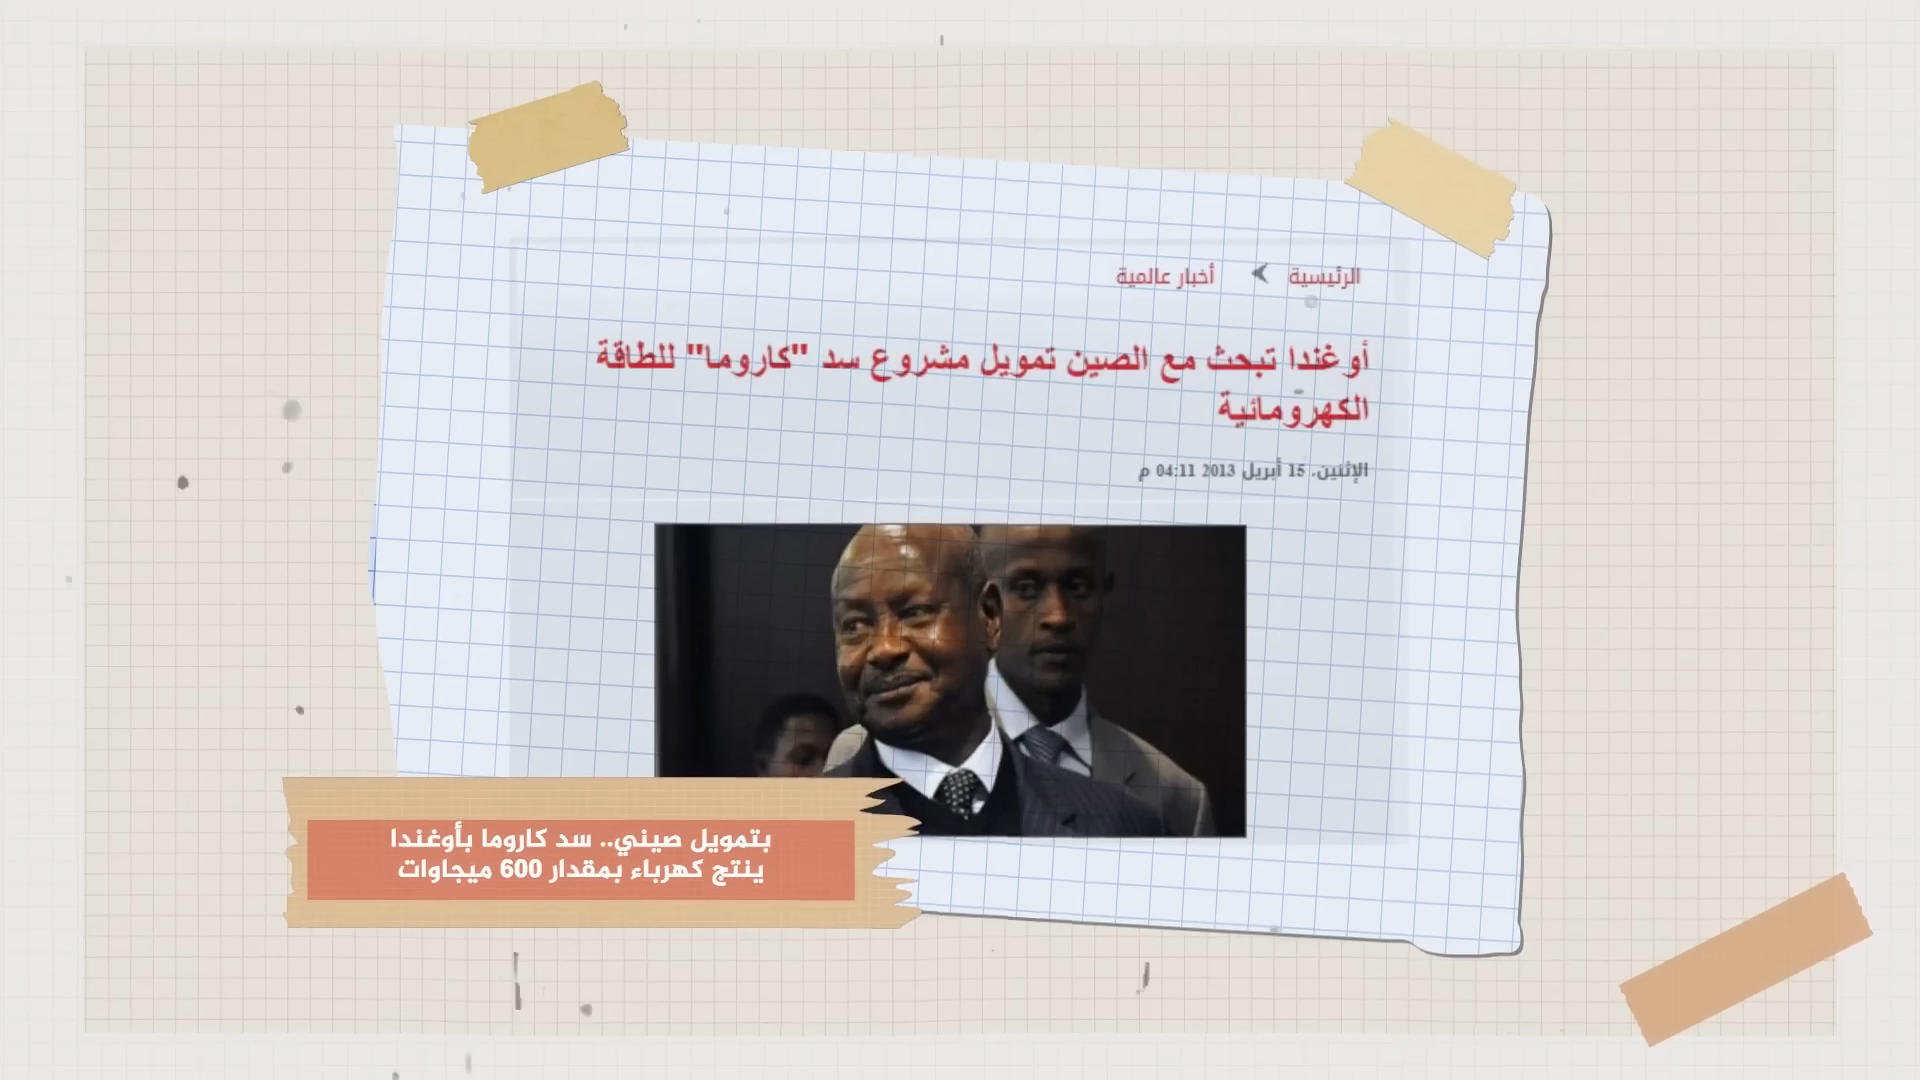 الرئيسية > أخبار عالمية
أوغندا تبحث مع الصين تمويل مشروع سد "كاروما" للطاقة
الكهرومائية
الإثنين، 15 أبريل 2013 04:11 م
بتمويل صيني.. سد كاروما بأوغندا
ينتج كهرباء بمقدار 600 ميجاوات